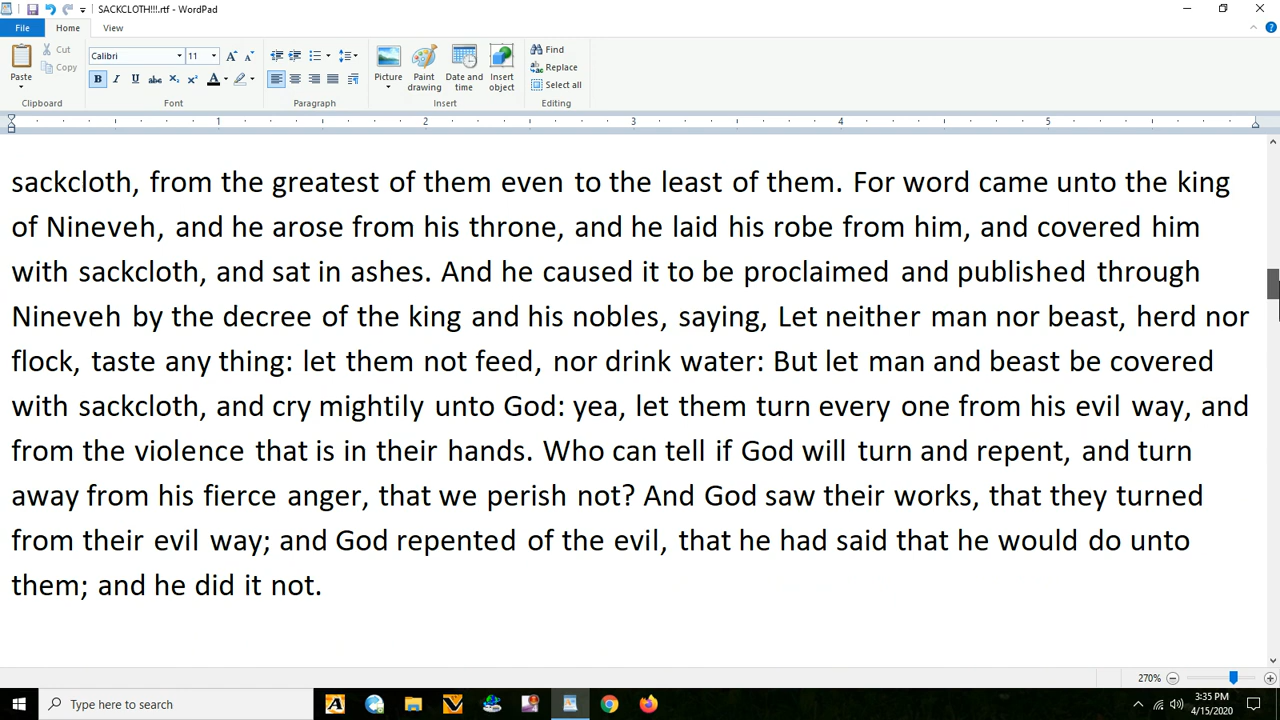 SACKCLOTH!!!.rtf - WordPad
File
Home
View
Paste
Cut
Copy
Clipboard
Calibri
11
Font
Paragraph
Picture
Paint drawing
Date and time
Insert object
Insert
Find
Replace
Select all
Editing
1 2 3 4 5
sackcloth, from the greatest of them even to the least of them. For word came unto the king
of Nineveh, and he arose from his throne, and he laid his robe from him, and covered him
with sackcloth, and sat in ashes. And he caused it to be proclaimed and published through
Nineveh by the decree of the king and his nobles, saying, Let neither man nor beast, herd nor
flock, taste any thing: let them not feed, nor drink water: But let man and beast be covered
with sackcloth, and cry mightily unto God: yea, let them turn every one from his evil way, and
from the violence that is in their hands. Who can tell if God will turn and repent, and turn
away from his fierce anger, that we perish not? And God saw their works, that they turned
from their evil way; and God repented of the evil, that he had said that he would do unto
them; and he did it not.
270%
Type here to search
3:35 PM
4/15/2020